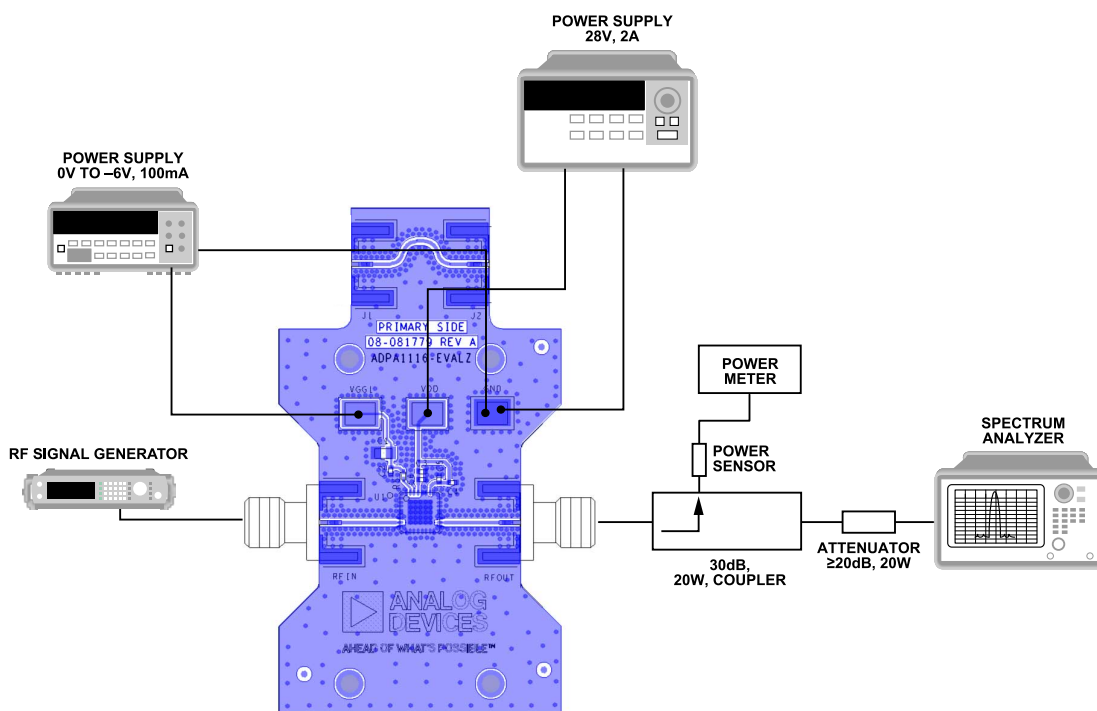 POWER SUPPLY
28V, 2A
POWER SUPPLY
0V TO –6V, 100mA
J1
J2
PRIMARY SIDE
08-081779 REV A
ADPA1116-EVALZ
VGG1
VDD
GND
POWER
METER
POWER
SENSOR
SPECTRUM
ANALYZER
RF SIGNAL GENERATOR
U1
ATTENUATOR
≥20dB, 20W
30dB,
20W, COUPLER
RFIN
RFOUT
ANALOG
DEVICES
AHEAD OF WHAT'S POSSIBLE™